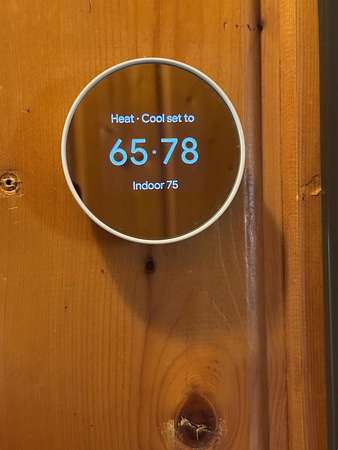 Heat · Cool set to
65·78
Indoor 75